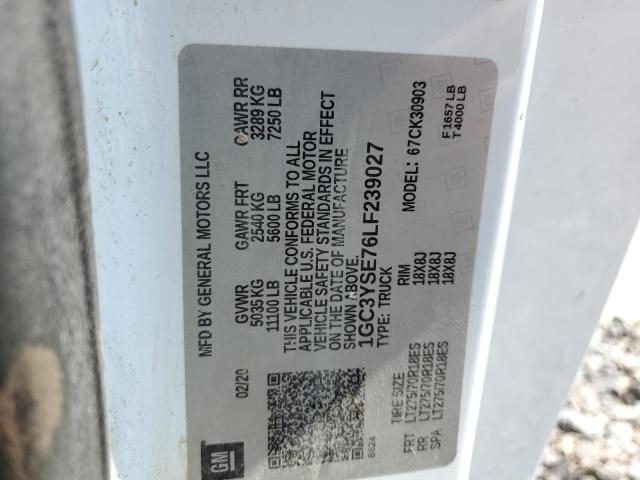 GM
MFD BY GENERAL MOTORS LLC
02/20
GVWR GAWR FRT GAWR RR
5035 KG 2540 KG 3289 KG
11100 LB 5600 LB 7250 LB
THIS VEHICLE CONFORMS TO ALL
APPLICABLE U.S. FEDERAL MOTOR
VEHICLE SAFETY STANDARDS IN EFFECT
ON THE DATE OF MANUFACTURE
SHOWN ABOVE.
1GC3YSE76LF239027
TYPE: TRUCK MODEL: 67CK30903
8624
TIRE SIZE RIM
FRT LT275/70R18ES 18X8J F1657 LB
RR LT275/70R18ES 18X8J T4000 LB
SPA LT275/70R18ES 18X8J